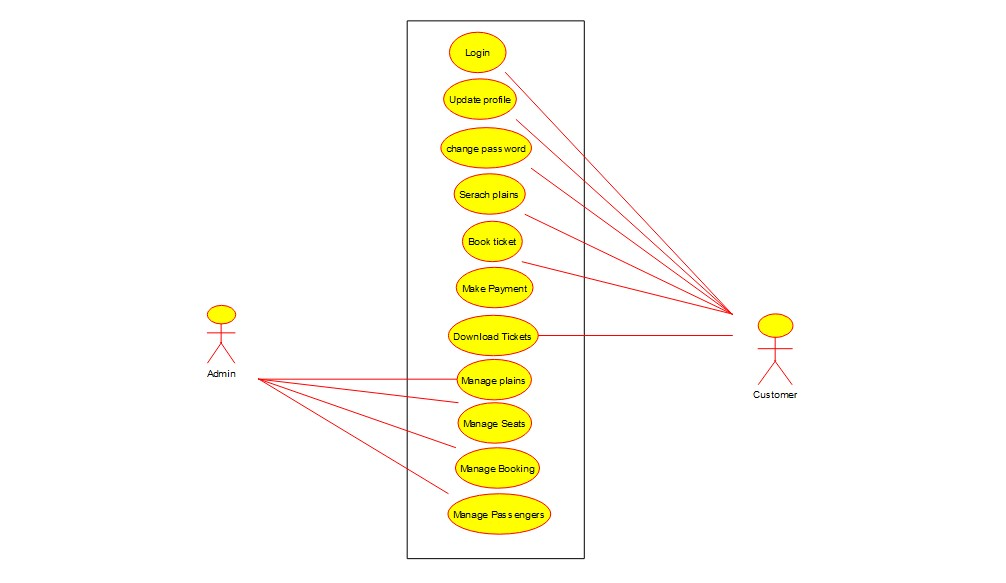 Login
Update profile
change password
Serach plains
Book ticket
Make Payment
Download Tickets
Admin
Manage plains
Customer
Manage Seats
Manage Booking
Manage Passengers